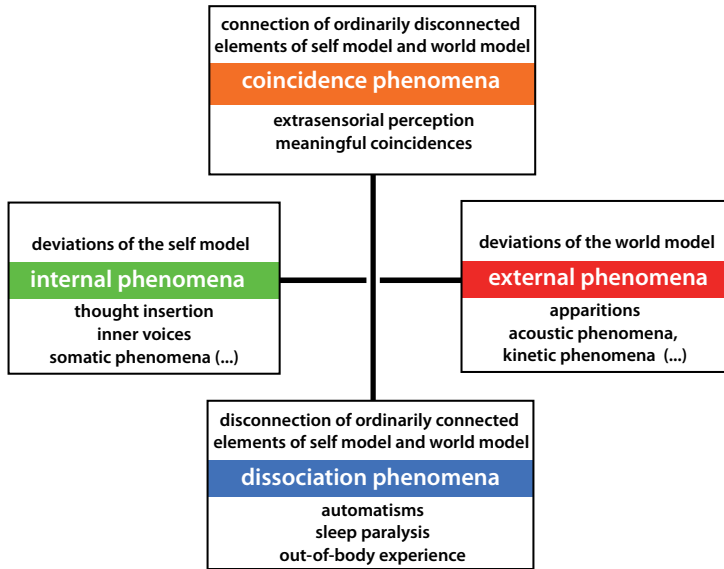 connection of ordinarily disconnected
elements of self model and world model
coincidence phenomena
extrasensorial perception
meaningful coincidences
deviations of the self model
internal phenomena
thought insertion
inner voices
somatic phenomena (...)
deviations of the world model
external phenomena
apparitions
acoustic phenomena,
kinetic phenomena (...)
disconnection of ordinarily connected
elements of self model and world model
dissociation phenomena
automatisms
sleep paralysis
out-of-body experience